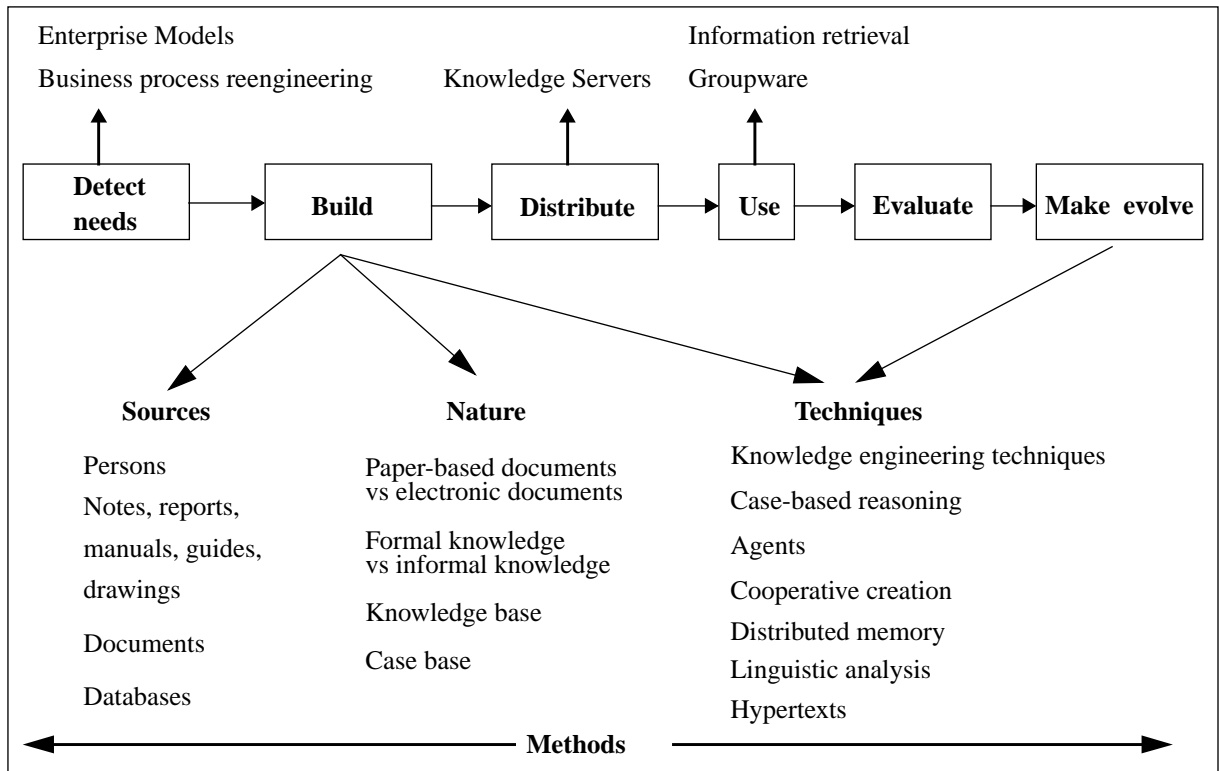 Enterprise Models
Business process reengineering
Knowledge Servers
Information retrieval
Groupware
Detect
needs
Build
Distribute
Use
Evaluate
Make evolve
Sources
Persons
Notes, reports,
manuals, guides,
drawings
Documents
Databases
Nature
Paper-based documents
vs electronic documents
Formal knowledge
vs informal knowledge
Knowledge base
Case base
Techniques
Knowledge engineering techniques
Case-based reasoning
Agents
Cooperative creation
Distributed memory
Linguistic analysis
Hypertexts
Methods